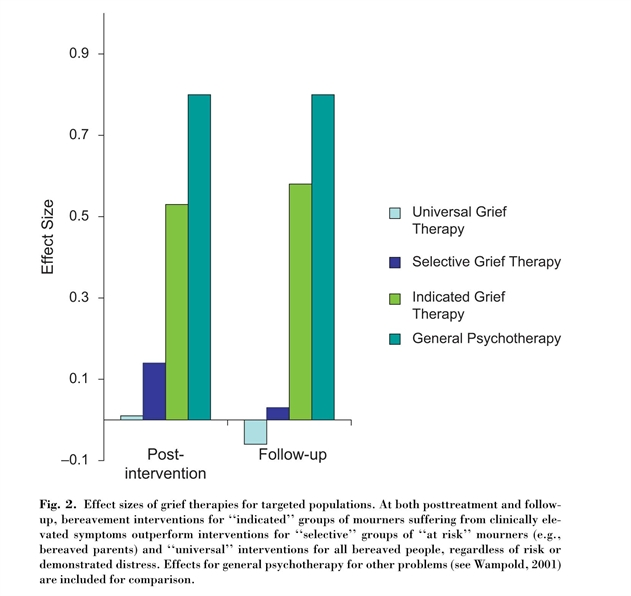 0.9
0.7
0.5
0.3
0.1
–0.1
Effect Size
Post-
intervention
Follow-up
Universal Grief
Therapy
Selective Grief Therapy
Indicated Grief
Therapy
General Psychotherapy
Fig. 2. Effect sizes of grief therapies for targeted populations. At both posttreatment and follow-
up, bereavement interventions for ‘‘indicated’’ groups of mourners suffering from clinically ele-
vated symptoms outperform interventions for ‘‘selective’’ groups of ‘‘at risk’’ mourners (e.g.,
bereaved parents) and ‘‘universal’’ interventions for all bereaved people, regardless of risk or
demonstrated distress. Effects for general psychotherapy for other problems (see Wampold, 2001)
are included for comparison.